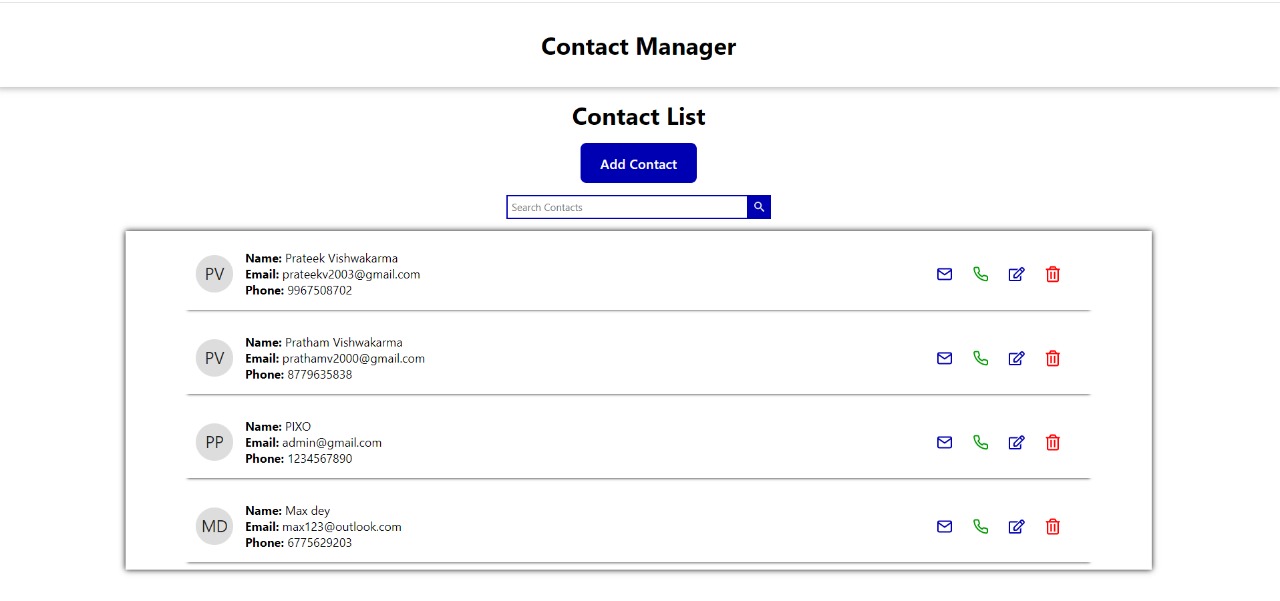 Contact Manager
Contact List
Add Contact
Search Contacts
PV
Name: Prateek Vishwakarma
Email: prateekv2003@gmail.com
Phone: 9967508702
PV
Name: Pratham Vishwakarma
Email: prathamv2000@gmail.com
Phone: 8779635838
PP
Name: PIXO
Email: admin@gmail.com
Phone: 1234567890
MD
Name: Max dey
Email: max123@outlook.com
Phone: 6775629203